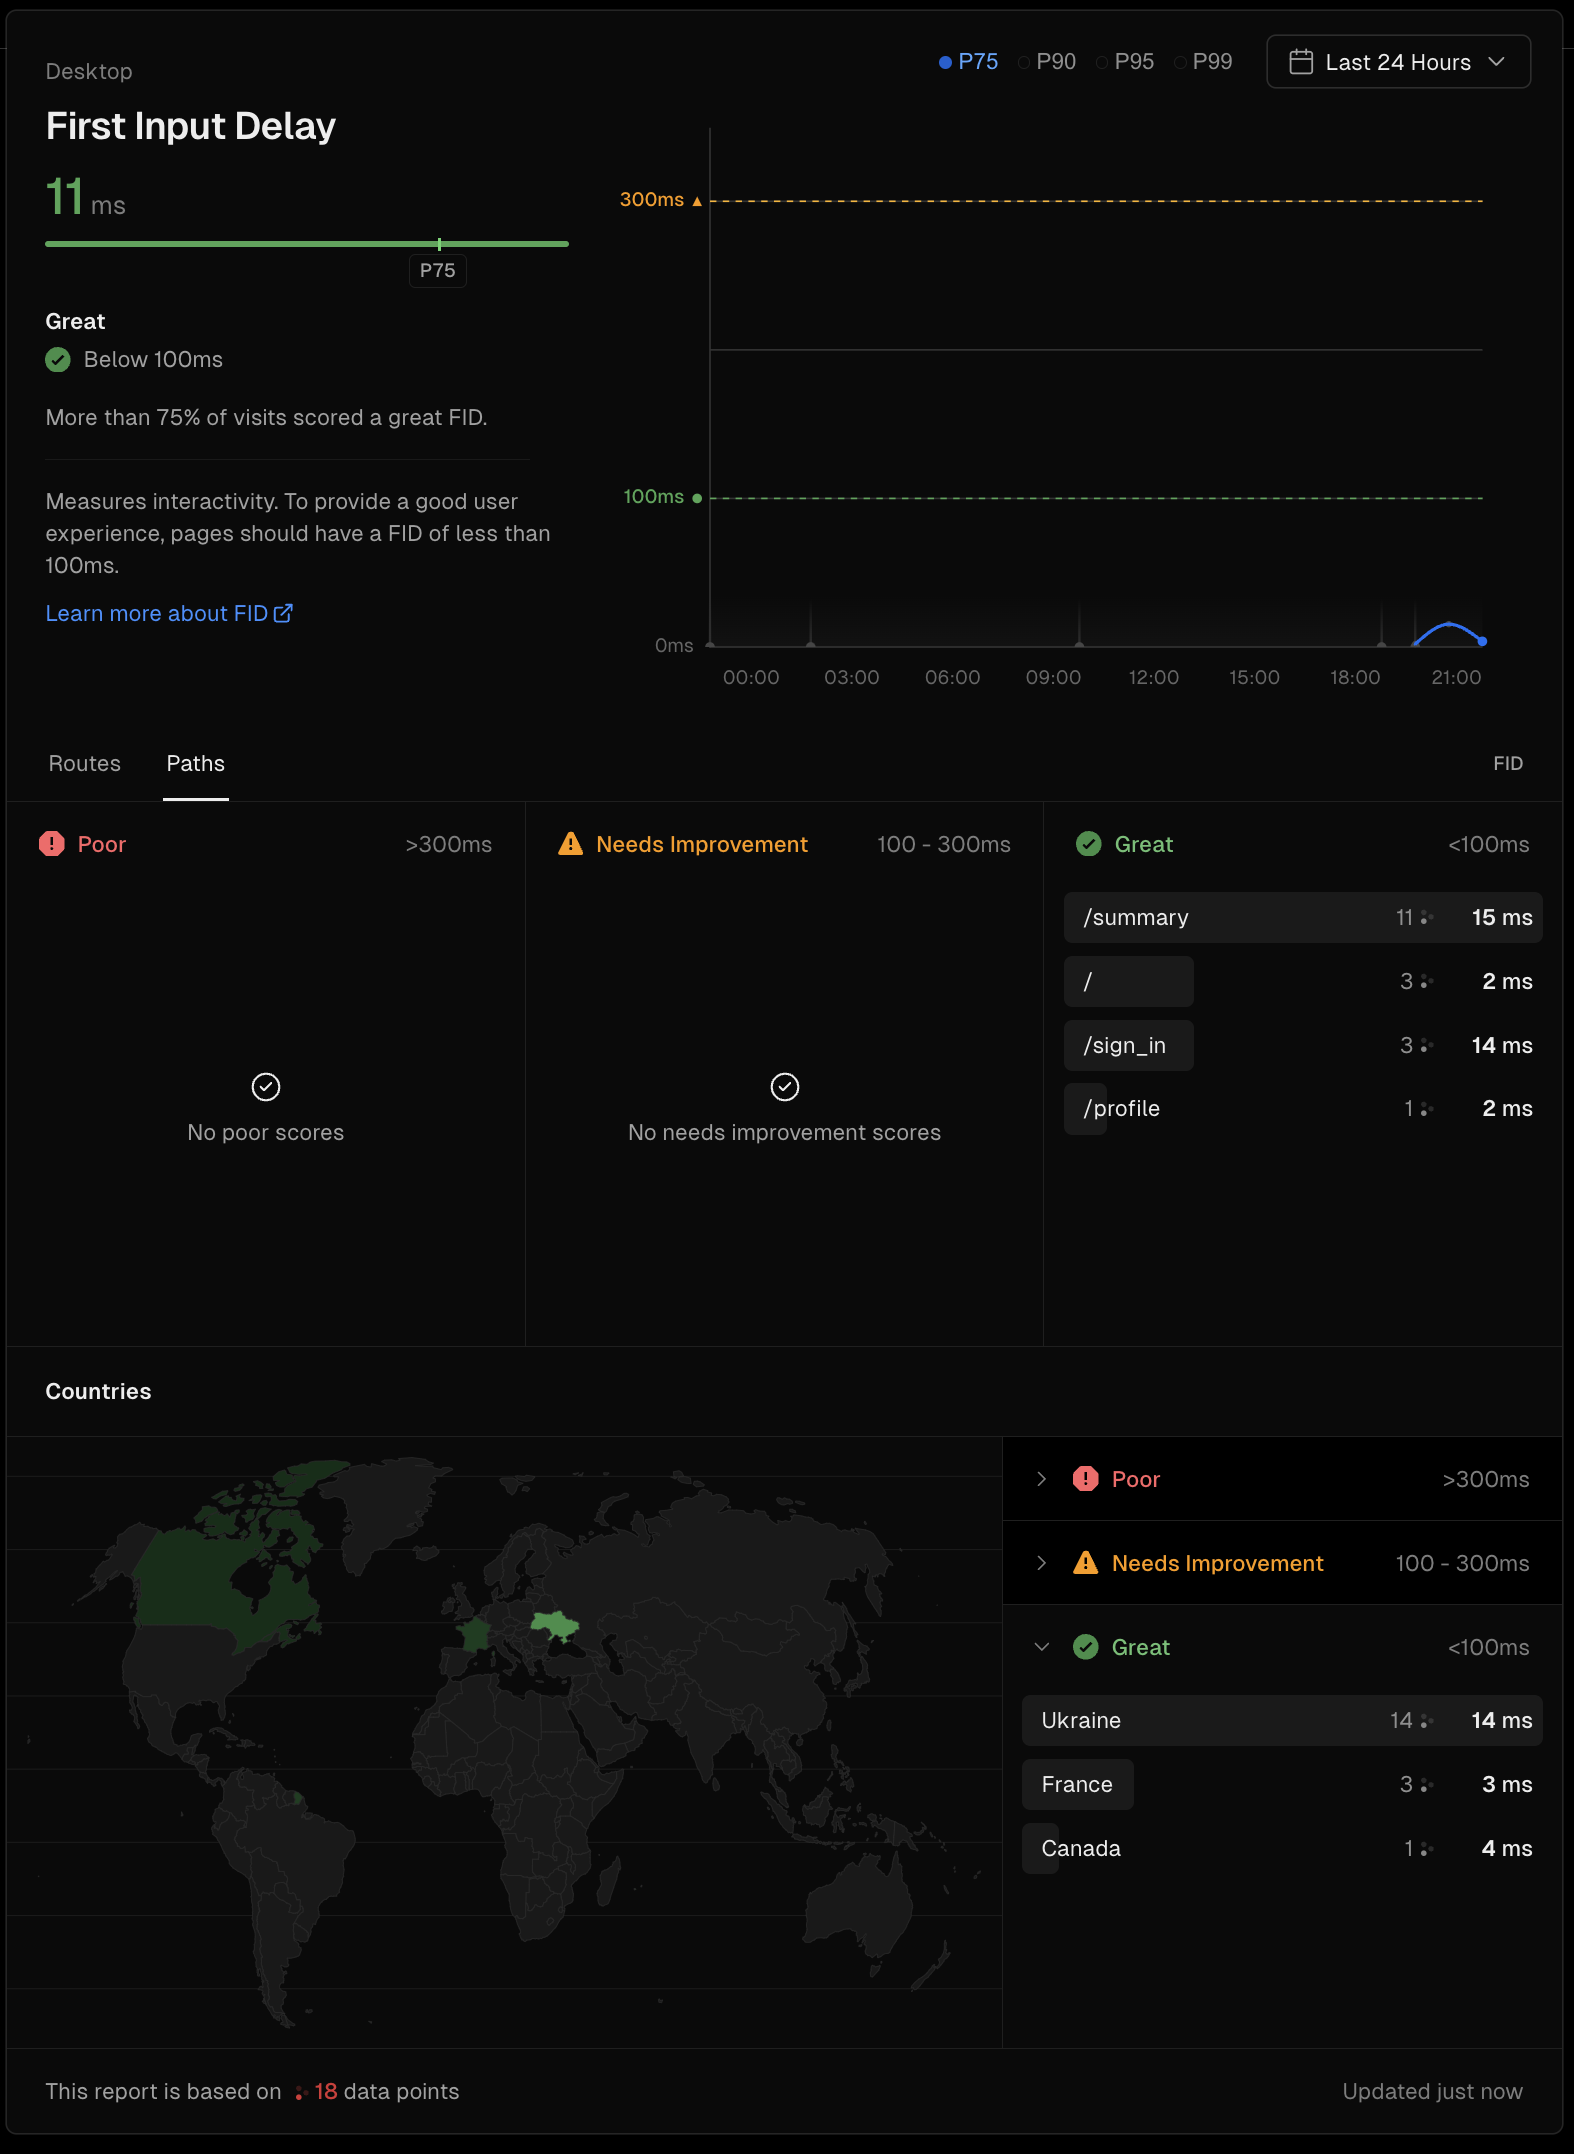 Desktop
First Input Delay
11 ms
P75
Great
Below 100ms
More than 75% of visits scored a great FID.
Measures interactivity. To provide a good user
experience, pages should have a FID of less than
100ms.
Learn more about FID
P75 P90 P95 P99
Last 24 Hours
300ms
100ms
0ms
00:00 03:00 06:00 09:00 12:00 15:00 18:00 21:00
Routes Paths FID
Poor >300ms
No poor scores
Needs Improvement 100 - 300ms
No needs improvement scores
Great <100ms
/summary 11 15 ms
/ 3 2 ms
/sign_in 3 14 ms
/profile 1 2 ms
Countries
Poor >300ms
Needs Improvement 100 - 300ms
Great <100ms
Ukraine 14 14 ms
France 3 3 ms
Canada 1 4 ms
This report is based on 18 data points
Updated just now